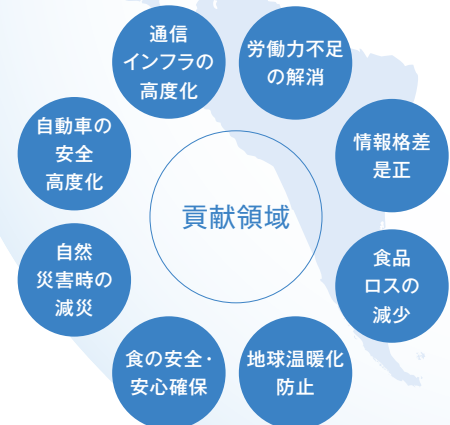 通信
インフラの
高度化
労働力不足
の解消
自動車の
安全
高度化
情報格差
是正
貢献領域
自然
災害時の
減災
食品
ロスの
減少
食の安全・
安心確保
地球温暖化
防止